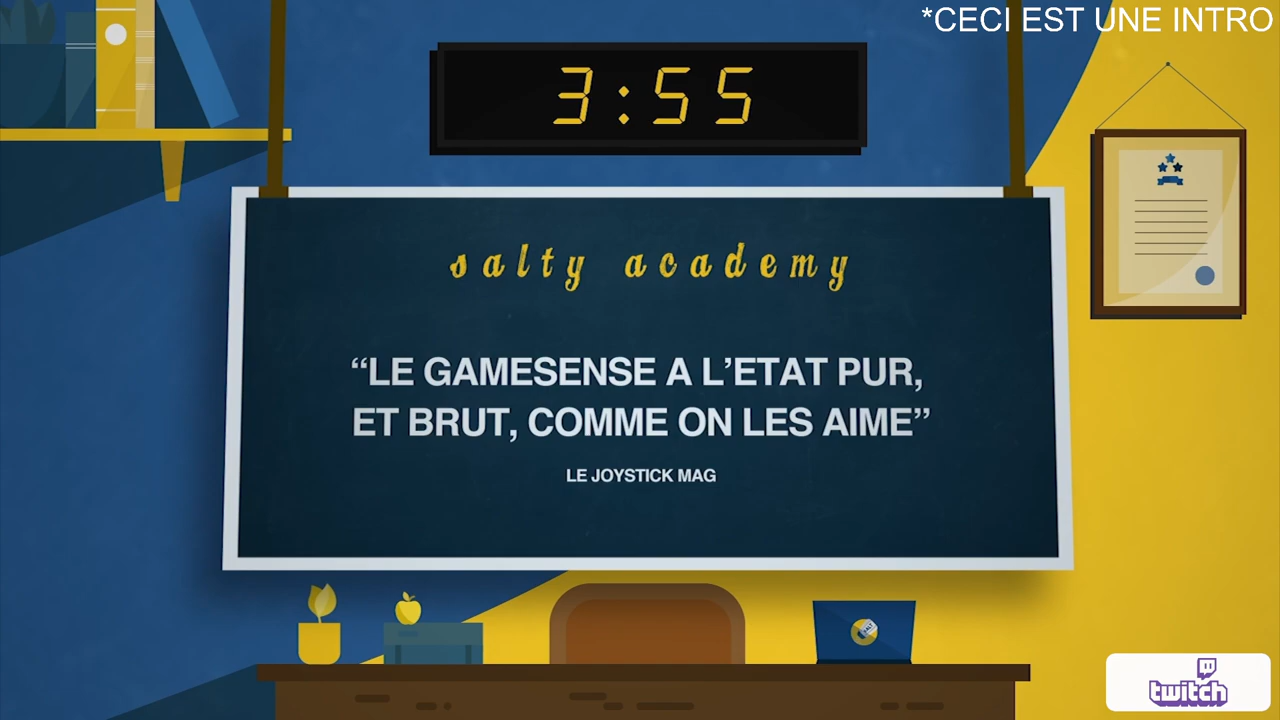 *CECI EST UNE INTRO
3:55
salty academy
“LE GAMESENSE A L’ETAT PUR,
ET BRUT, COMME ON LES AIME”
LE JOYSTICK MAG
twitch